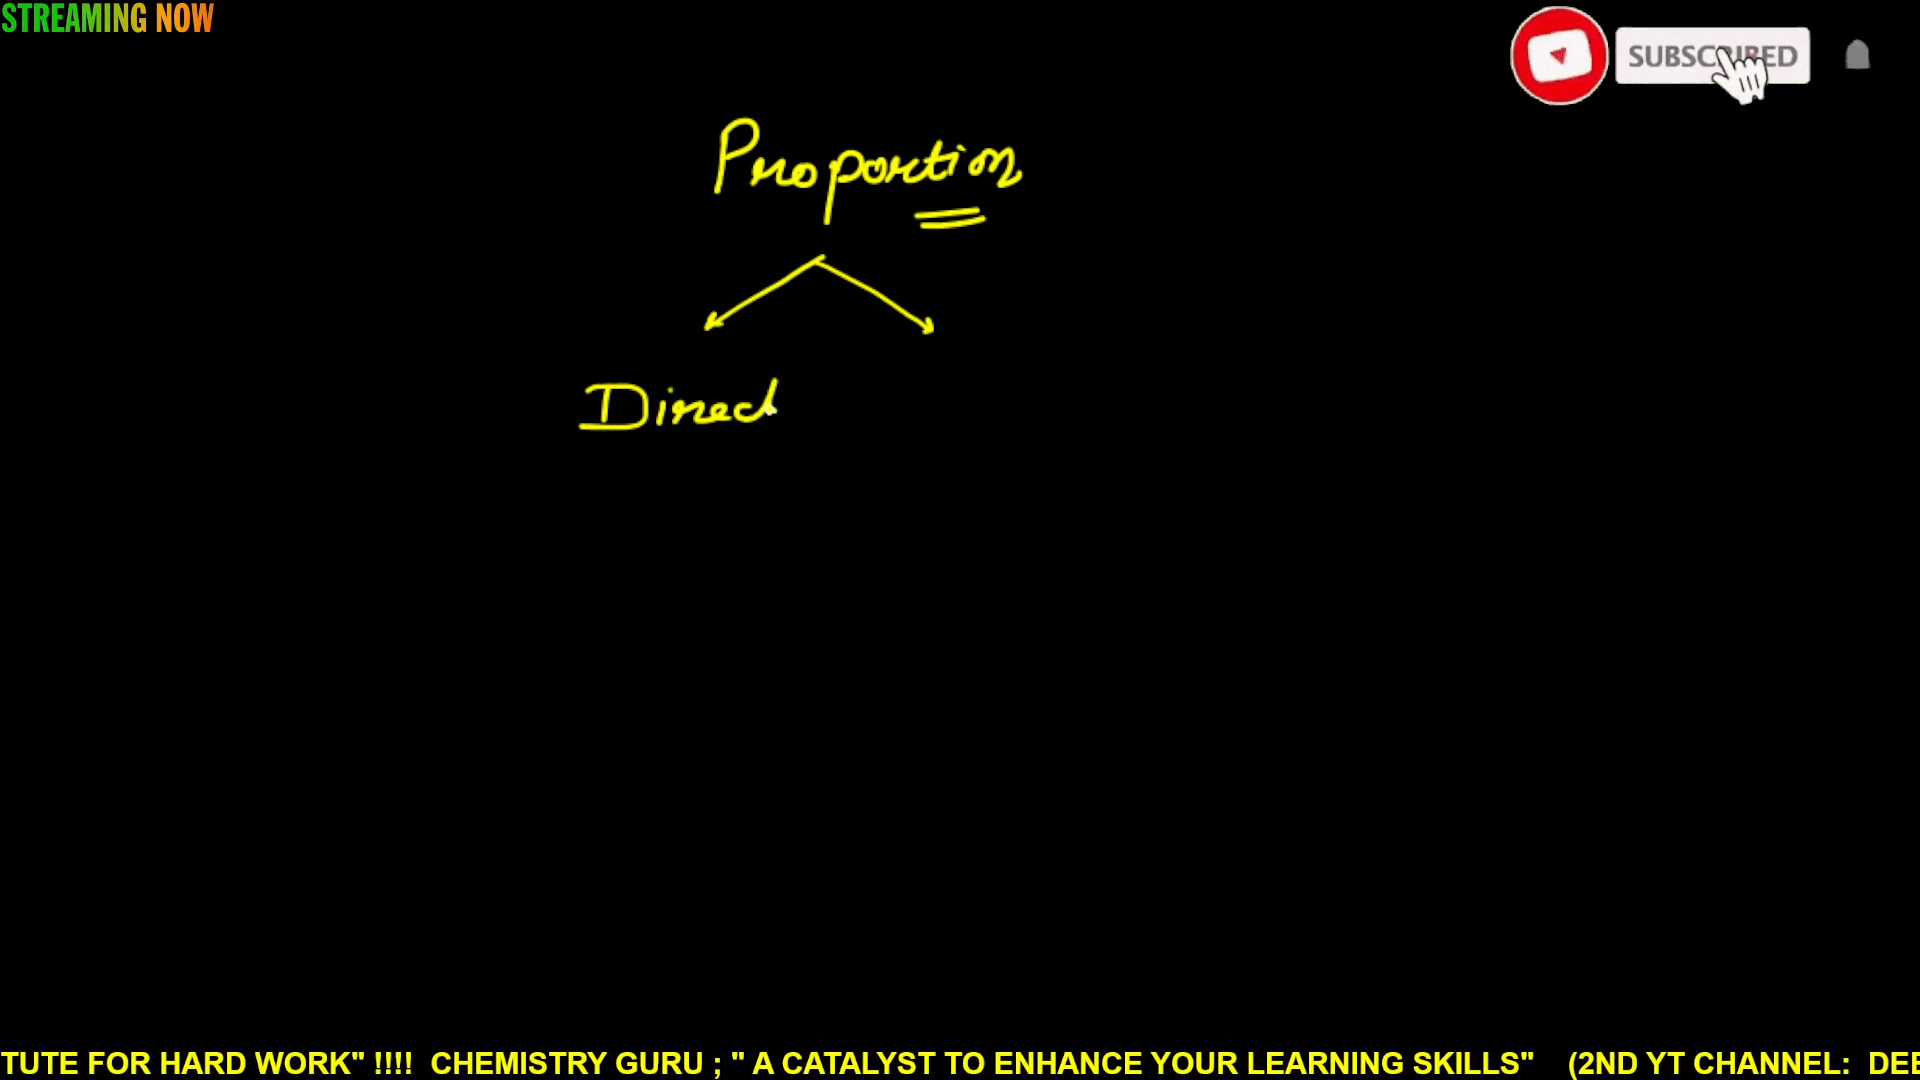 STREAMING NOW
SUBSCRIBED
Proportion
Direct
TUTE FOR HARD WORK" !!!! CHEMISTRY GURU ; " A CATALYST TO ENHANCE YOUR LEARNING SKILLS" (2ND YT CHANNEL: DEE